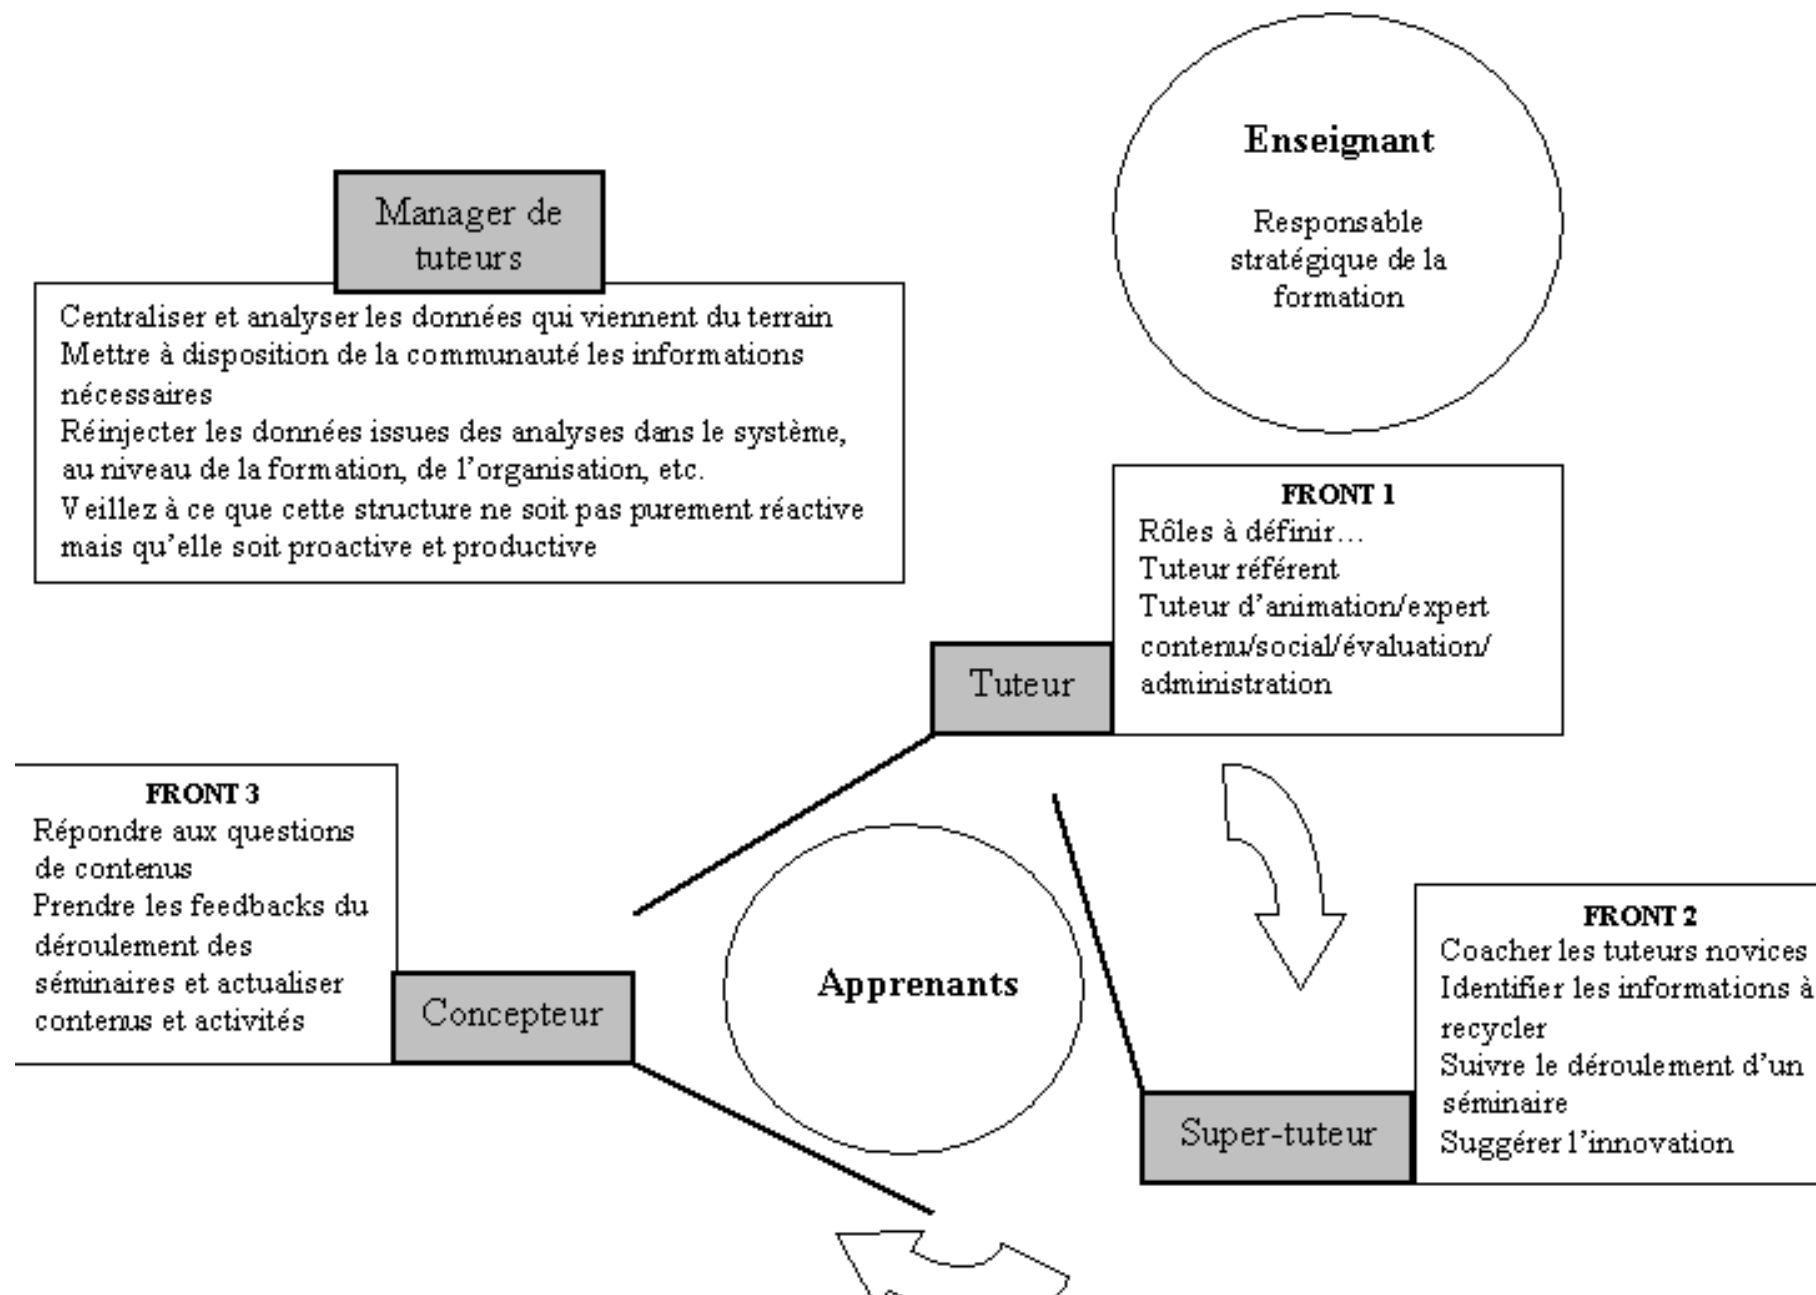 Enseignant
Responsable
stratégique de la
formation
Manager de
tuteurs
Centraliser et analyser les données qui viennent du terrain
Mettre à disposition de la communauté les informations
nécessaires
Réinjecter les données issues des analyses dans le système,
au niveau de la formation, de l'organisation, etc.
Veillez à ce que cette structure ne soit pas purement réactive
mais qu'elle soit proactive et productive
FRONT 1
Rôles à définir...
Tuteur référent
Tuteur d'animation/expert
contenu/social/évaluation/
administration
Tuteur
FRONT 3
Répondre aux questions
de contenus
Prendre les feedbacks du
déroulement des
séminaires et actualiser
contenus et activités
Concepteur
Apprenants
FRONT 2
Coacher les tuteurs novices
Identifier les informations à
recycler
Suivre le déroulement d'un
séminaire
Suggérer l'innovation
Super-tuteur